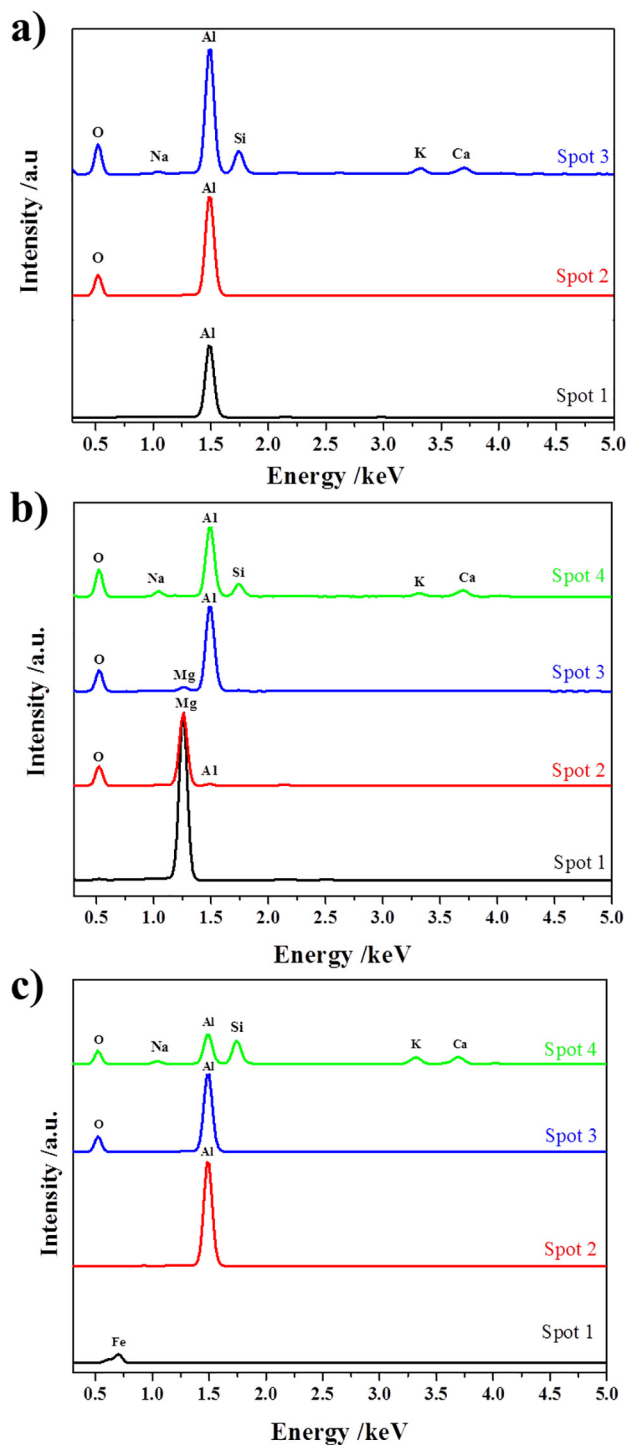 a)
Al
O
Na
Si
K
Ca
Spot 3
Al
O
Spot 2
Al
Spot 1
Intensity /a.u
0.5 1.0 1.5 2.0 2.5 3.0 3.5 4.0 4.5 5.0
Energy /keV
b)
Al
O
Na
Si
K
Ca
Spot 4
Al
O
Mg
Spot 3
Mg
O
Al
Spot 2
Spot 1
Intensity /a.u.
0.5 1.0 1.5 2.0 2.5 3.0 3.5 4.0 4.5 5.0
Energy /keV
c)
Al
O
Na
Si
K
Ca
Spot 4
Al
O
Spot 3
Al
Spot 2
Fe
Spot 1
Intensity /a.u.
0.5 1.0 1.5 2.0 2.5 3.0 3.5 4.0 4.5 5.0
Energy /keV